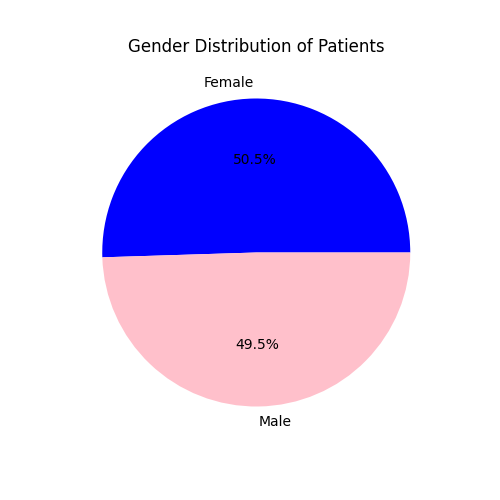 Gender Distribution of Patients
Female
50.5%
49.5%
Male